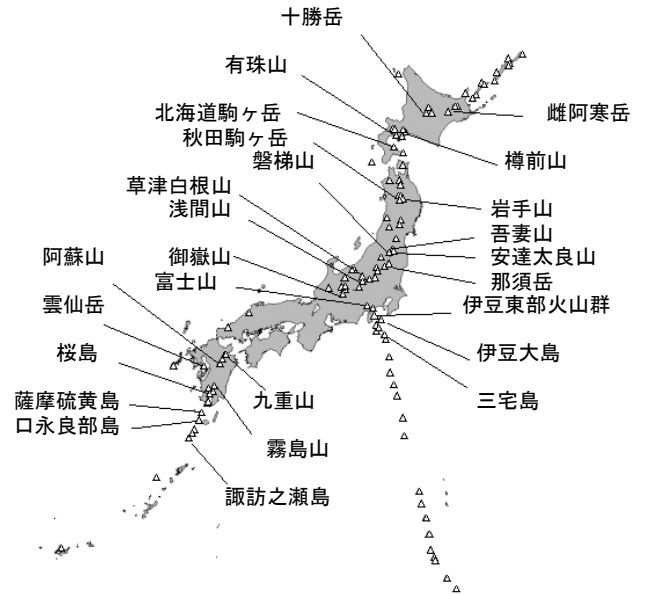 十勝岳
有珠山
北海道駒ヶ岳
雌阿寒岳
秋田駒ヶ岳
磐梯山
樽前山
草津白根山
浅間山
岩手山
吾妻山
阿蘇山
御嶽山
安達太良山
富士山
那須岳
雲仙岳
伊豆東部火山群
桜島
伊豆大島
薩摩硫黄島
九重山
三宅島
口永良部島
霧島山
諏訪之瀬島